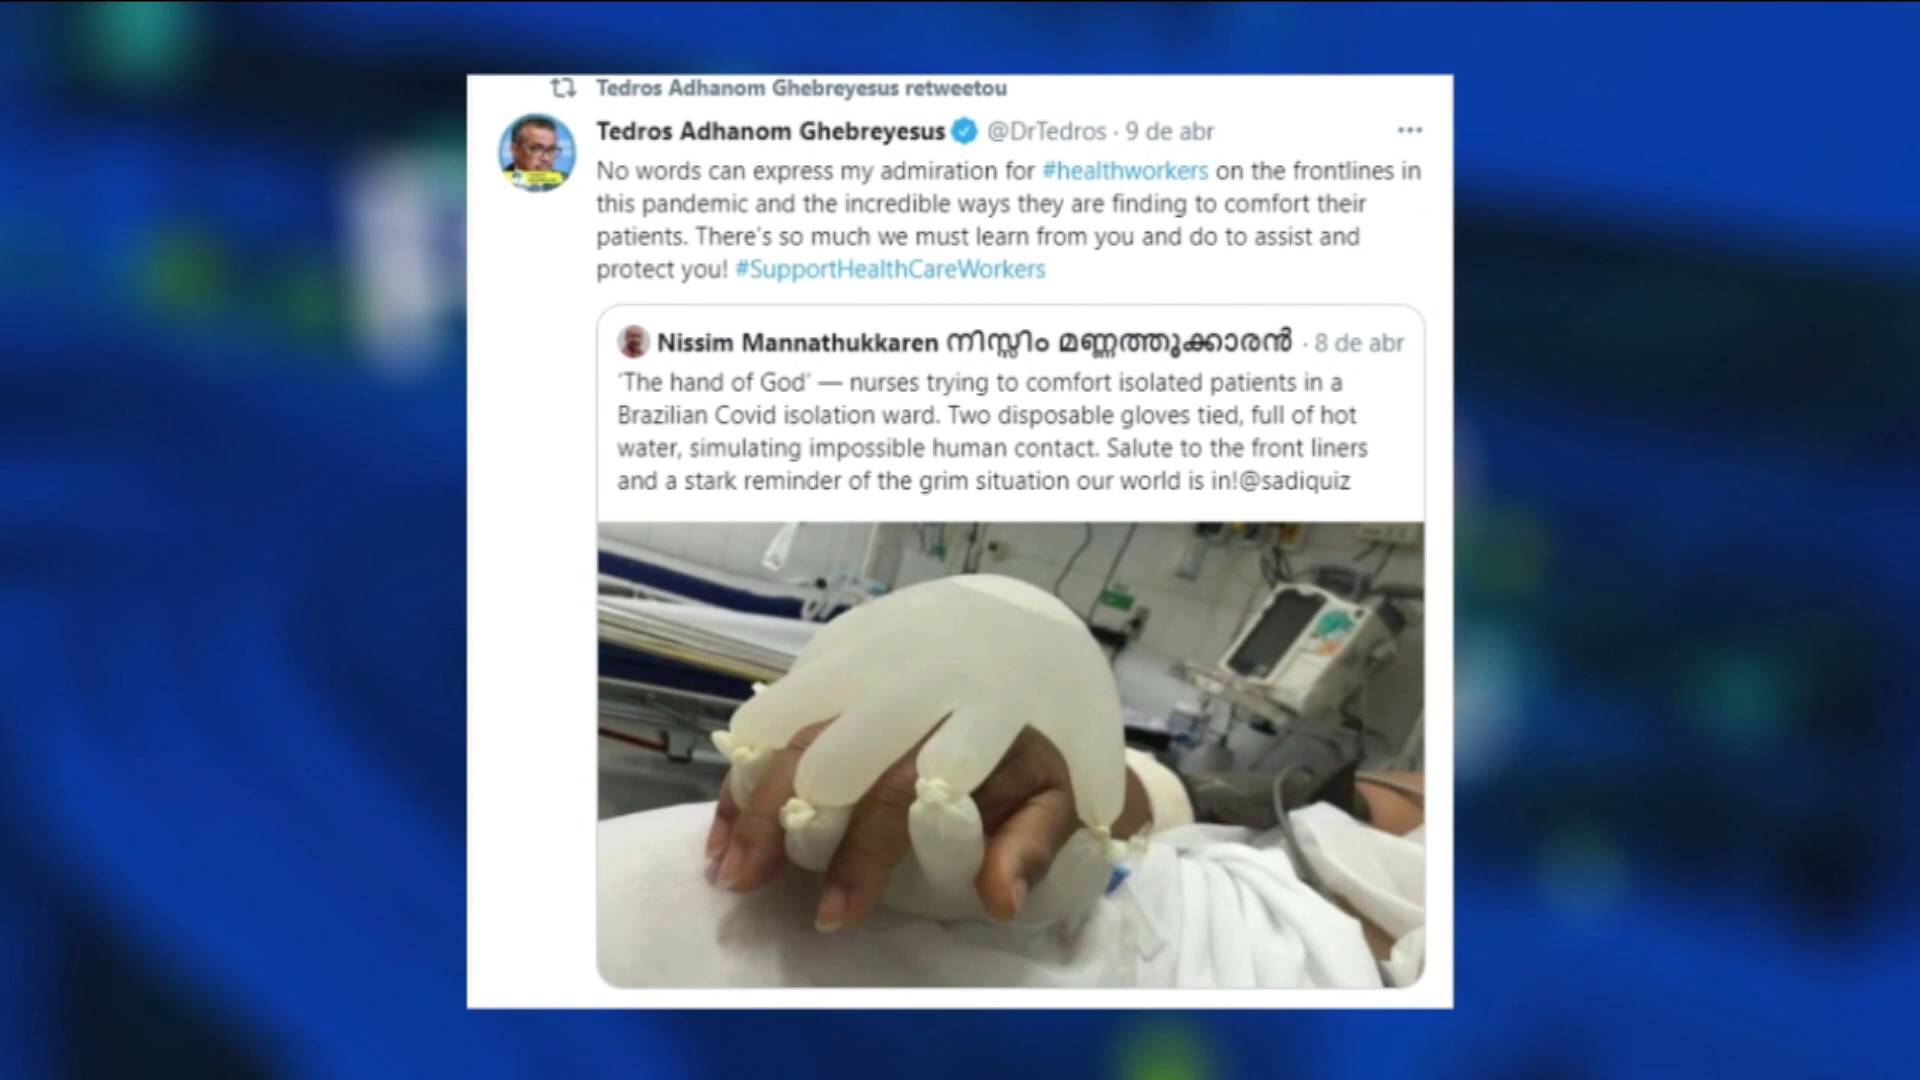 Tedros Adhanom Ghebreyesus retweetou
Tedros Adhanom Ghebreyesus @DrTedros · 9 de abr
No words can express my admiration for #healthworkers on the frontlines in
this pandemic and the incredible ways they are finding to comfort their
patients. There's so much we must learn from you and do to assist and
protect you! #SupportHealthCareWorkers
Nissim Mannathukkaren നിസ്സിം മണ്ണത്തൂക്കാരൻ · 8 de abr
'The hand of God' — nurses trying to comfort isolated patients in a
Brazilian Covid isolation ward. Two disposable gloves tied, full of hot
water, simulating impossible human contact. Salute to the front liners
and a stark reminder of the grim situation our world is in!@sadiquiz